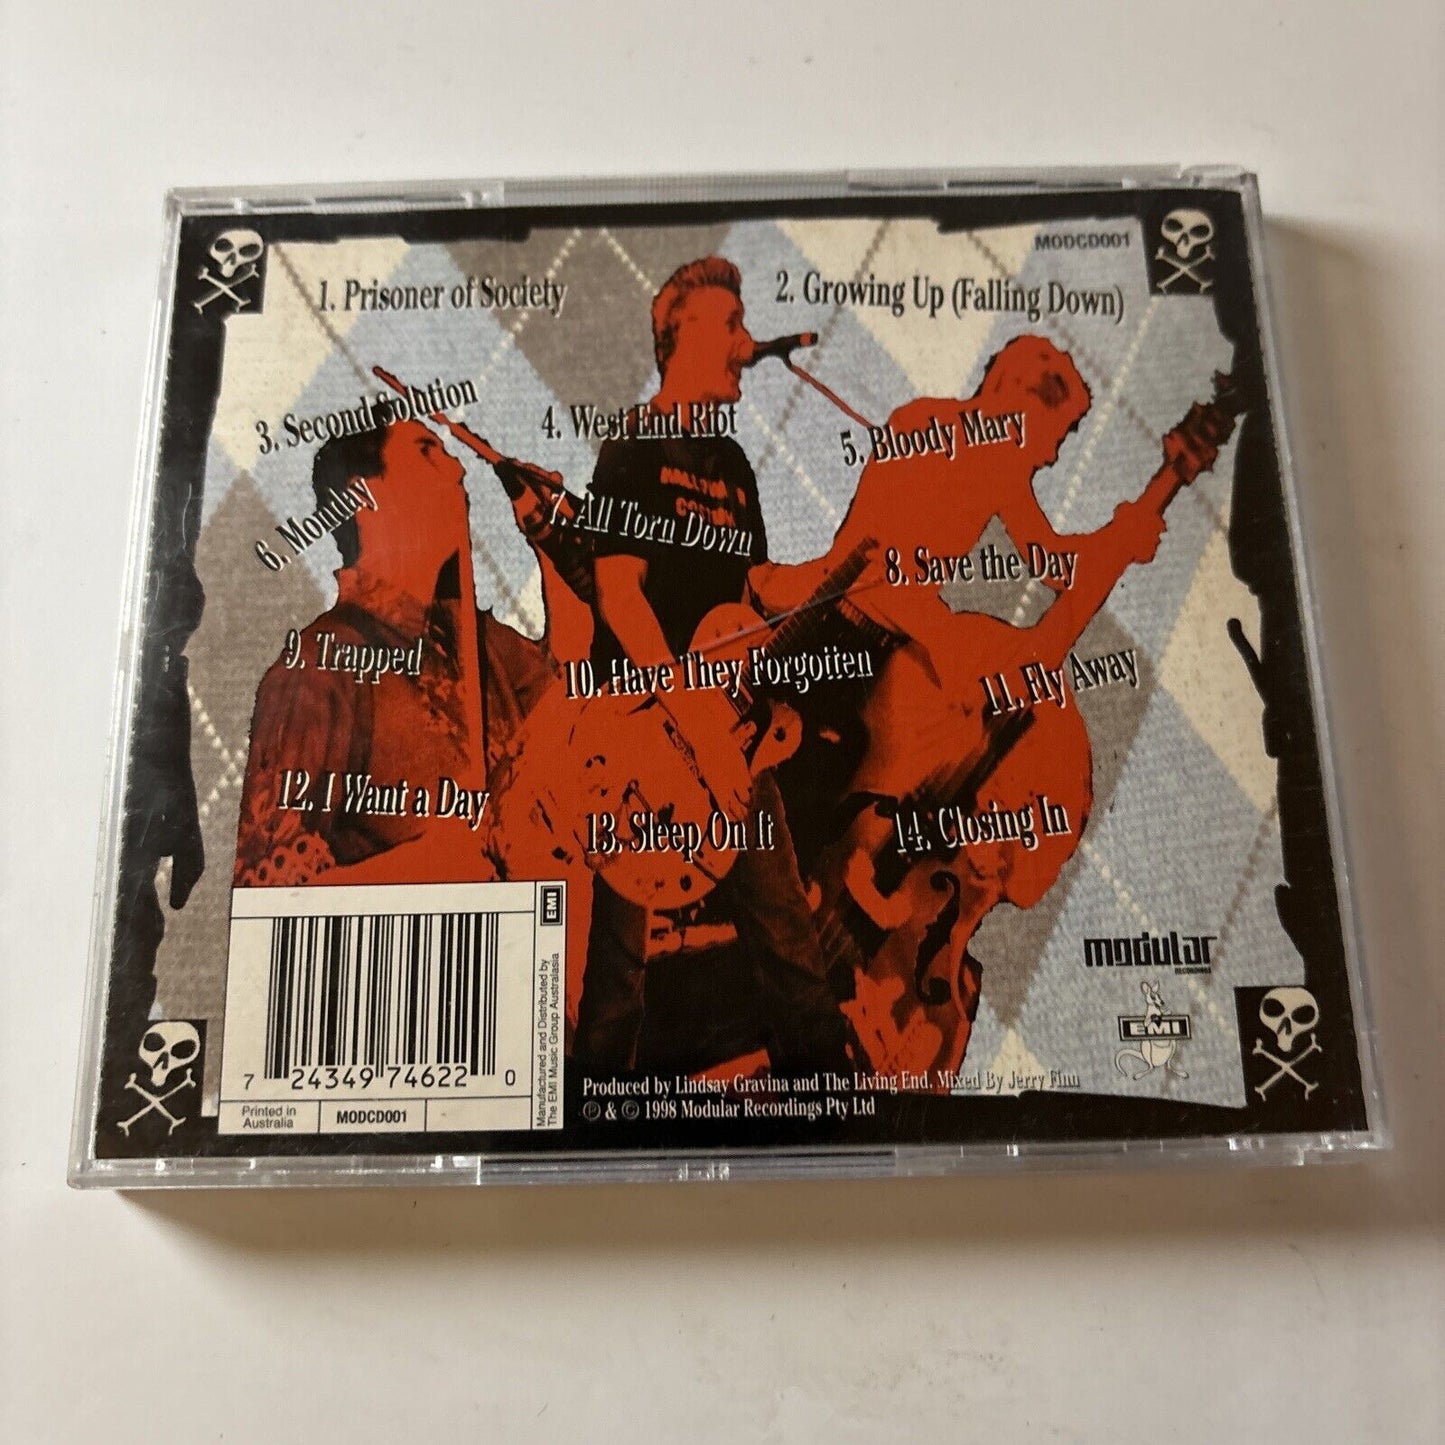 MODCD001
1. Prisoner of Society
2. Growing Up (Falling Down)
3. Second Solution
4. West End Riot
5. Bloody Mary
6. Monday
7. All Torn Down
8. Save the Day
9. Trapped
10. Have They Forgotten
11. Fly Away
12. I Want a Day
13. Sleep On It
14. Closing In
modular
RECORDINGS
EMI
EMI
Manufactured and Distributed by
The EMI Music Group Australasia
7 24349 74622 0
Printed in
Australia
MODCD001
Produced by Lindsay Gravina and The Living End. Mixed By Jerry Finn
℗ & © 1998 Modular Recordings Pty Ltd